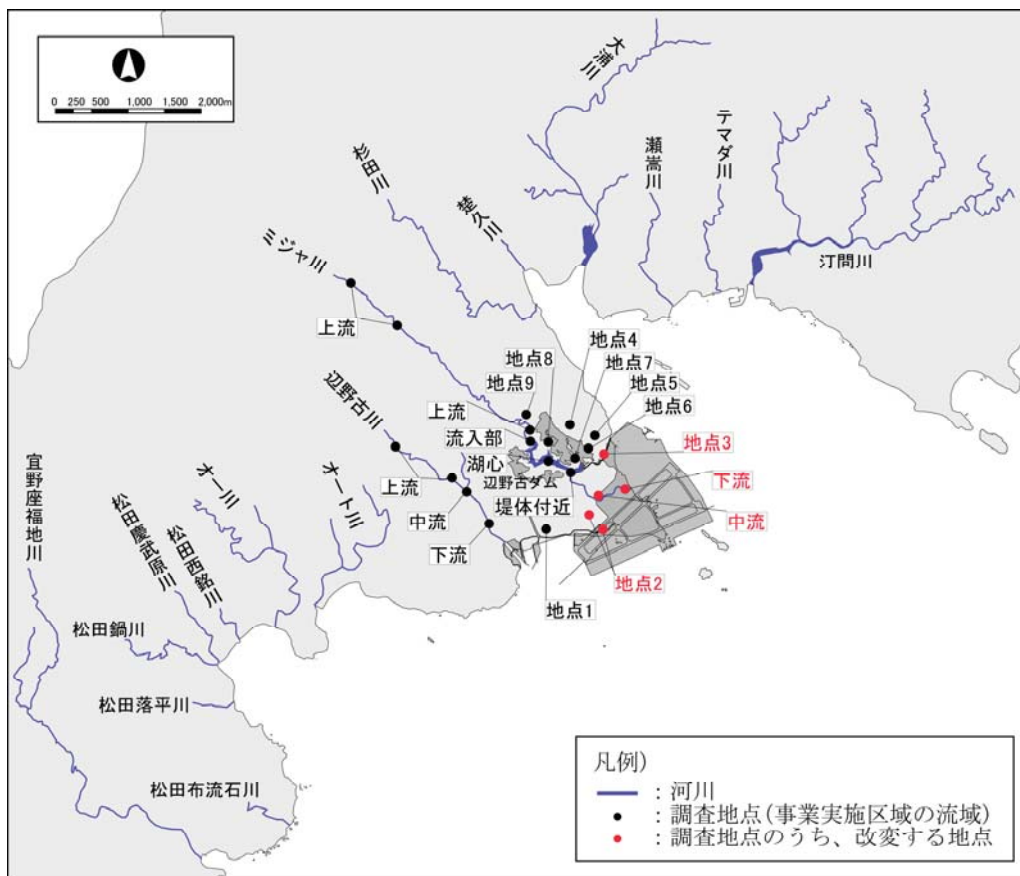 0 250 500 1,000 1,500 2,000m
大浦川
杉田川
楚久川
瀬嵩川
テマダ川
汀間川
ミジャ川
上流
地点4
地点8
地点7
地点9
地点5
上流
地点6
流入部
地点3
辺野古川
湖心
辺野古ダム
上流
下流
堤体付近
中流
中流
下流
地点2
地点1
宜野座福地川
松田慶武原川
松田西銘川
オー川
オート川
松田鍋川
松田落平川
松田布流石川
凡例)
:河川
:調査地点(事業実施区域の流域)
:調査地点のうち、改変する地点